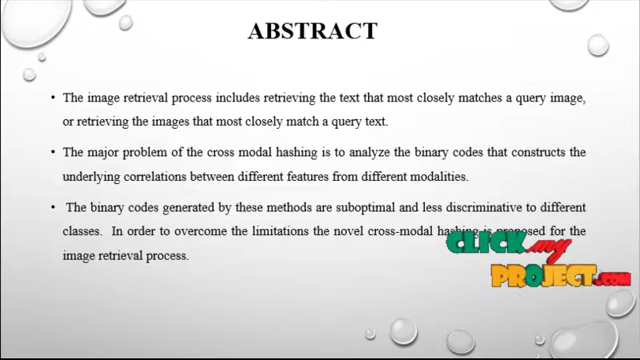 ABSTRACT
• The image retrieval process includes retrieving the text that most closely matches a query image,
or retrieving the images that most closely match a query text.
• The major problem of the cross modal hashing is to analyze the binary codes that constructs the
underlying correlations between different features from different modalities.
• The binary codes generated by these methods are suboptimal and less discriminative to different
classes. In order to overcome the limitations the novel cross-modal hashing is proposed for the
image retrieval process.
CLICK my
PROJECT.com